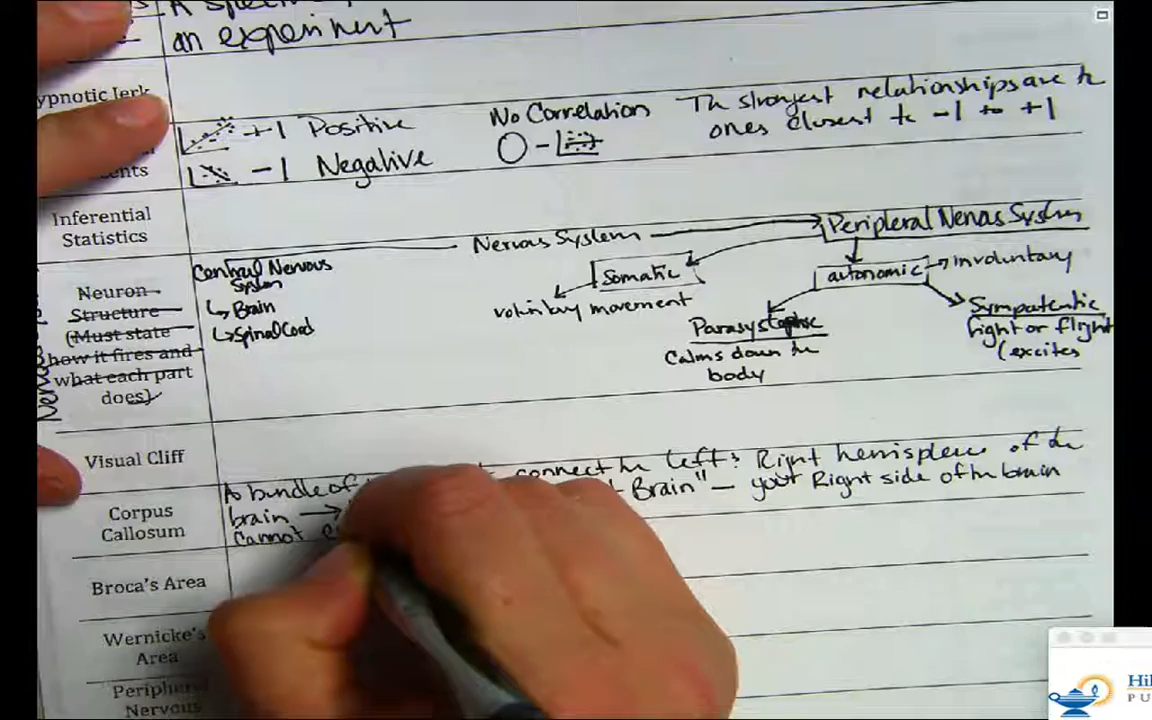 A
an experiment
ypnotic Jerk
+1 Positive
No Correlation
The strongest relationships are
ones closest to -1 to +1
-1 Negative
0 -
ents
Inferential
Statistics
Nervous System
Peripheral Nervous System
Central Nervous
System
Brain
Spinal Cord
Somatic
voluntary movement
autonomic
involuntary
Sympatentic
fight or flight
(excites
Calms down the
body
Neuron
Structure
(Must state
how it fires and
what each part
does)
Visual Cliff
Corpus
Callosum
A bundle of
connect the left & Right hemisphere of the
brain
Brain" - your Right side of the brain
Cannot
Broca's Area
Wernicke's
Area
Peripher
Nervous
Hil
PU